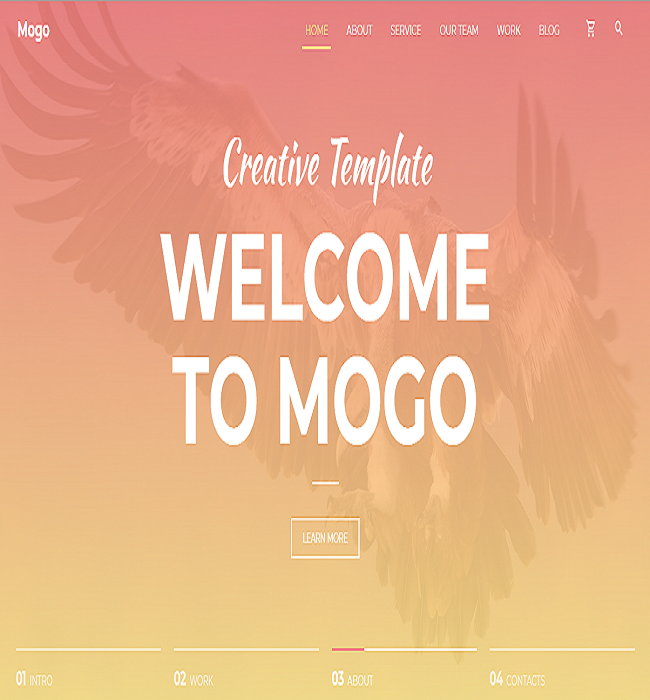 Mogo
HOME ABOUT SERVICE OUR TEAM WORK BLOG
Creative Template
WELCOME
TO MOGO
LEARN MORE
01 INTRO
02 WORK
03 ABOUT
04 CONTACTS